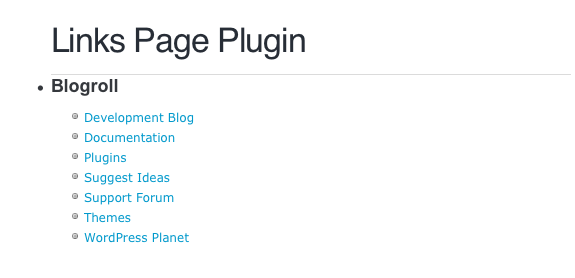 Links Page Plugin
Blogroll
Development Blog
Documentation
Plugins
Suggest Ideas
Support Forum
Themes
WordPress Planet